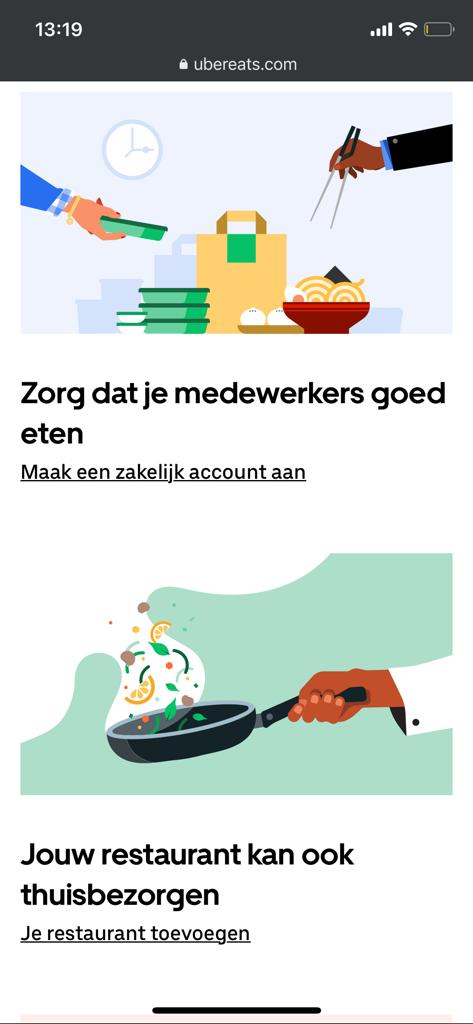 13:19
ubereats.com
Zorg dat je medewerkers goed
eten
Maak een zakelijk account aan
Jouw restaurant kan ook
thuisbezorgen
Je restaurant toevoegen